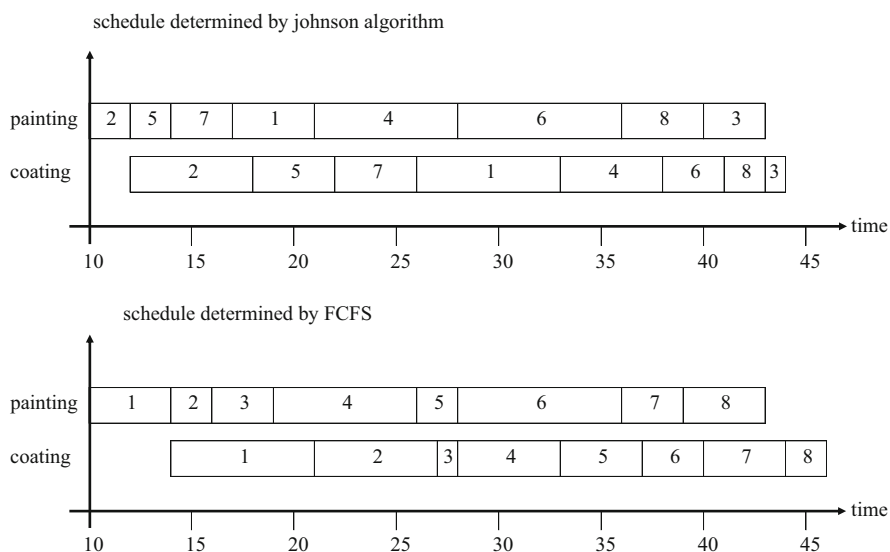 schedule determined by johnson algorithm
painting 2 5 7 1 4 6 8 3
coating 2 5 7 1 4 6 8 3
time
10 15 20 25 30 35 40 45
schedule determined by FCFS
painting 1 2 3 4 5 6 7 8
coating 1 2 3 4 5 6 7 8
time
10 15 20 25 30 35 40 45